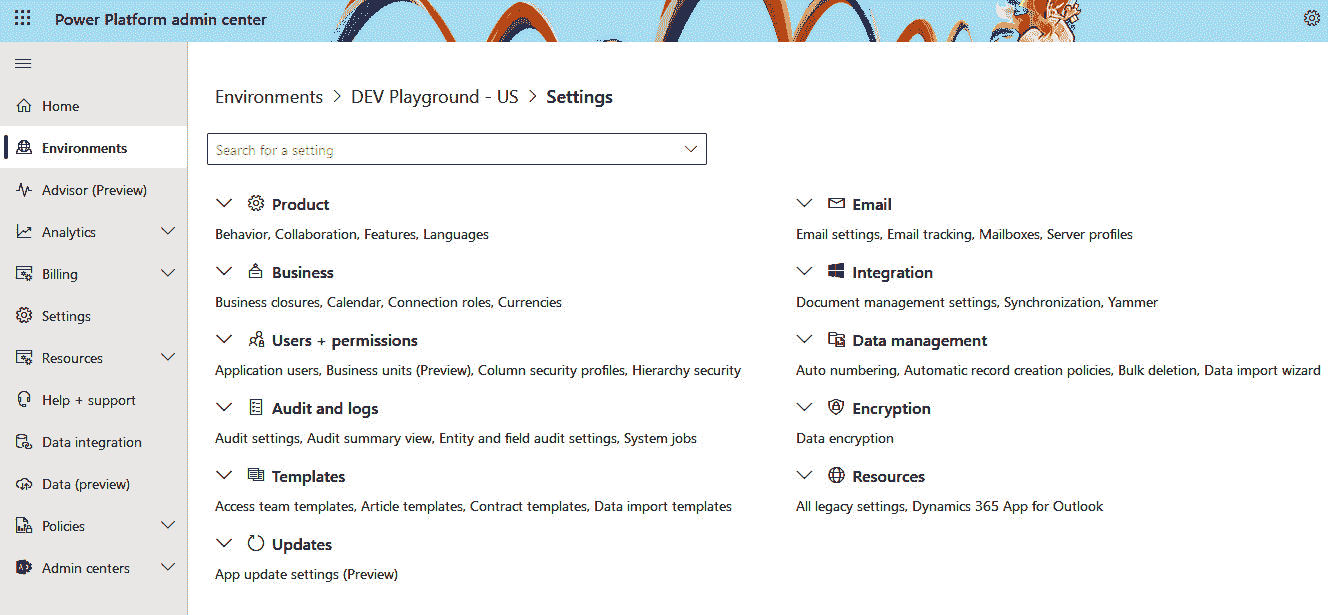 Power Platform admin center
Home
Environments
Advisor (Preview)
Analytics
Billing
Settings
Resources
Help + support
Data integration
Data (preview)
Policies
Admin centers
Environments > DEV Playground - US > Settings
Search for a setting
Product
Behavior, Collaboration, Features, Languages
Business
Business closures, Calendar, Connection roles, Currencies
Users + permissions
Application users, Business units (Preview), Column security profiles, Hierarchy security
Audit and logs
Audit settings, Audit summary view, Entity and field audit settings, System jobs
Templates
Access team templates, Article templates, Contract templates, Data import templates
Updates
App update settings (Preview)
Email
Email settings, Email tracking, Mailboxes, Server profiles
Integration
Document management settings, Synchronization, Yammer
Data management
Auto numbering, Automatic record creation policies, Bulk deletion, Data import wizard
Encryption
Data encryption
Resources
All legacy settings, Dynamics 365 App for Outlook